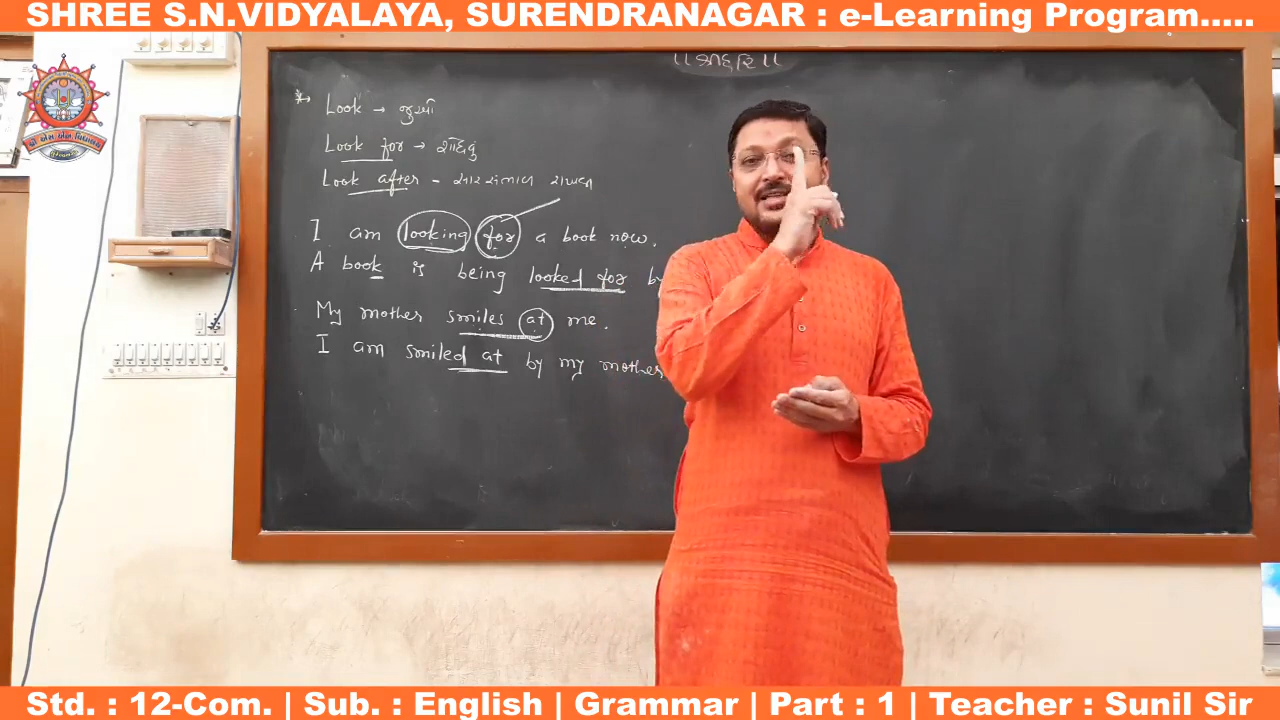 SHREE S.N.VIDYALAYA, SURENDRANAGAR : e-Learning Program.....
Look →
Look for → શોધવું
Look after - સારસંભાળ રાખવી
I am looking for a book now.
A book is being looked for by
My mother smiles at me.
I am smiled at by my mother
Std. : 12-Com. | Sub. : English | Grammar | Part : 1 | Teacher : Sunil Sir